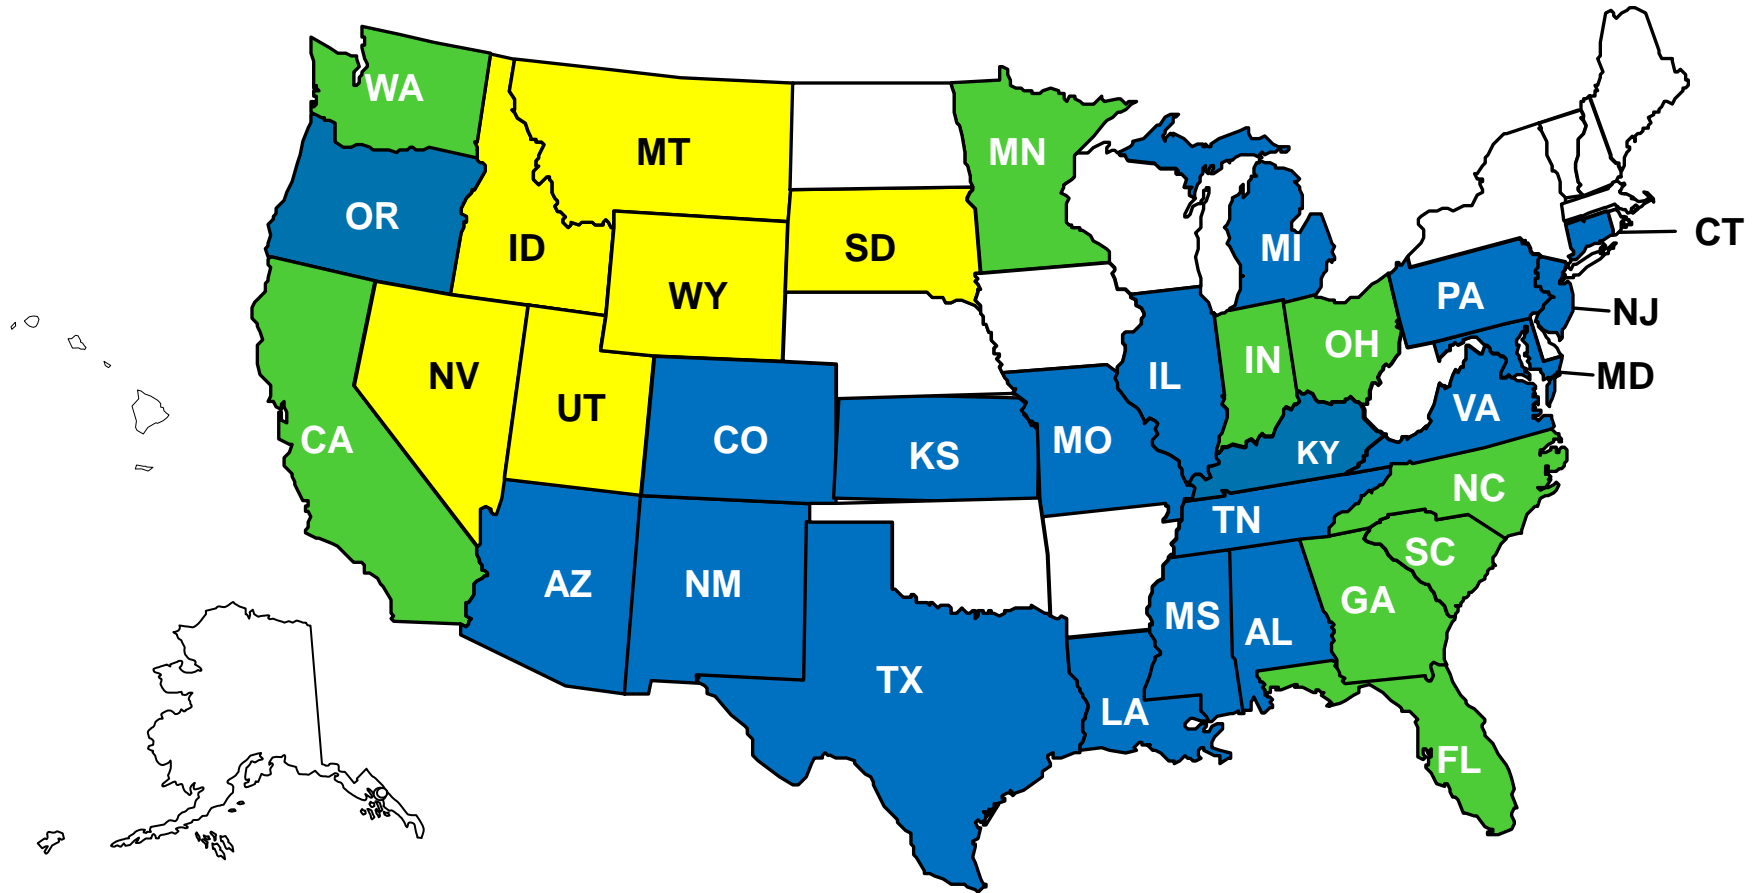 WA
MT
MN
OR
ID
SD
MI
CT
WY
PA
NJ
NV
UT
IL
IN
OH
MD
CA
CO
KS
MO
KY
VA
NC
TN
SC
AZ
NM
MS
AL
GA
TX
LA
FL